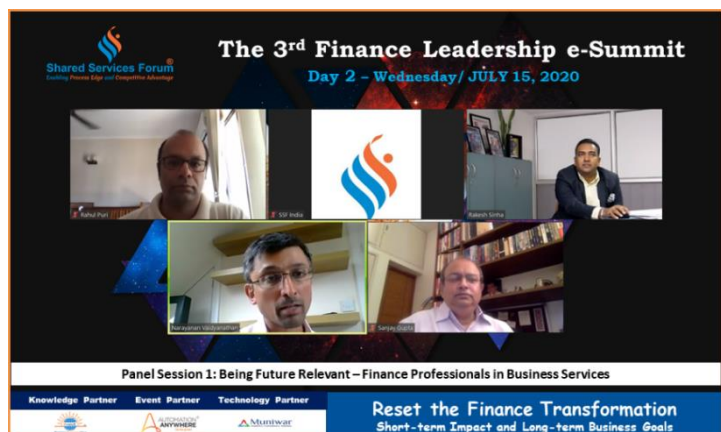 The 3rd Finance Leadership e-Summit
Shared Services Forum®
Enabling Process Edge and Competitive Advantage
Day 2 – Wednesday/ JULY 15, 2020
Rahul Puri
SSF India
Rakesh Sinha
Narayanan Vaidyanathan
Sanjay Gupta
Panel Session 1: Being Future Relevant – Finance Professionals in Business Services
Knowledge Partner Event Partner Technology Partner
AUTOMATION ANYWHERE
Muniwar
Reset the Finance Transformation
Short-term Impact and Long-term Business Goals